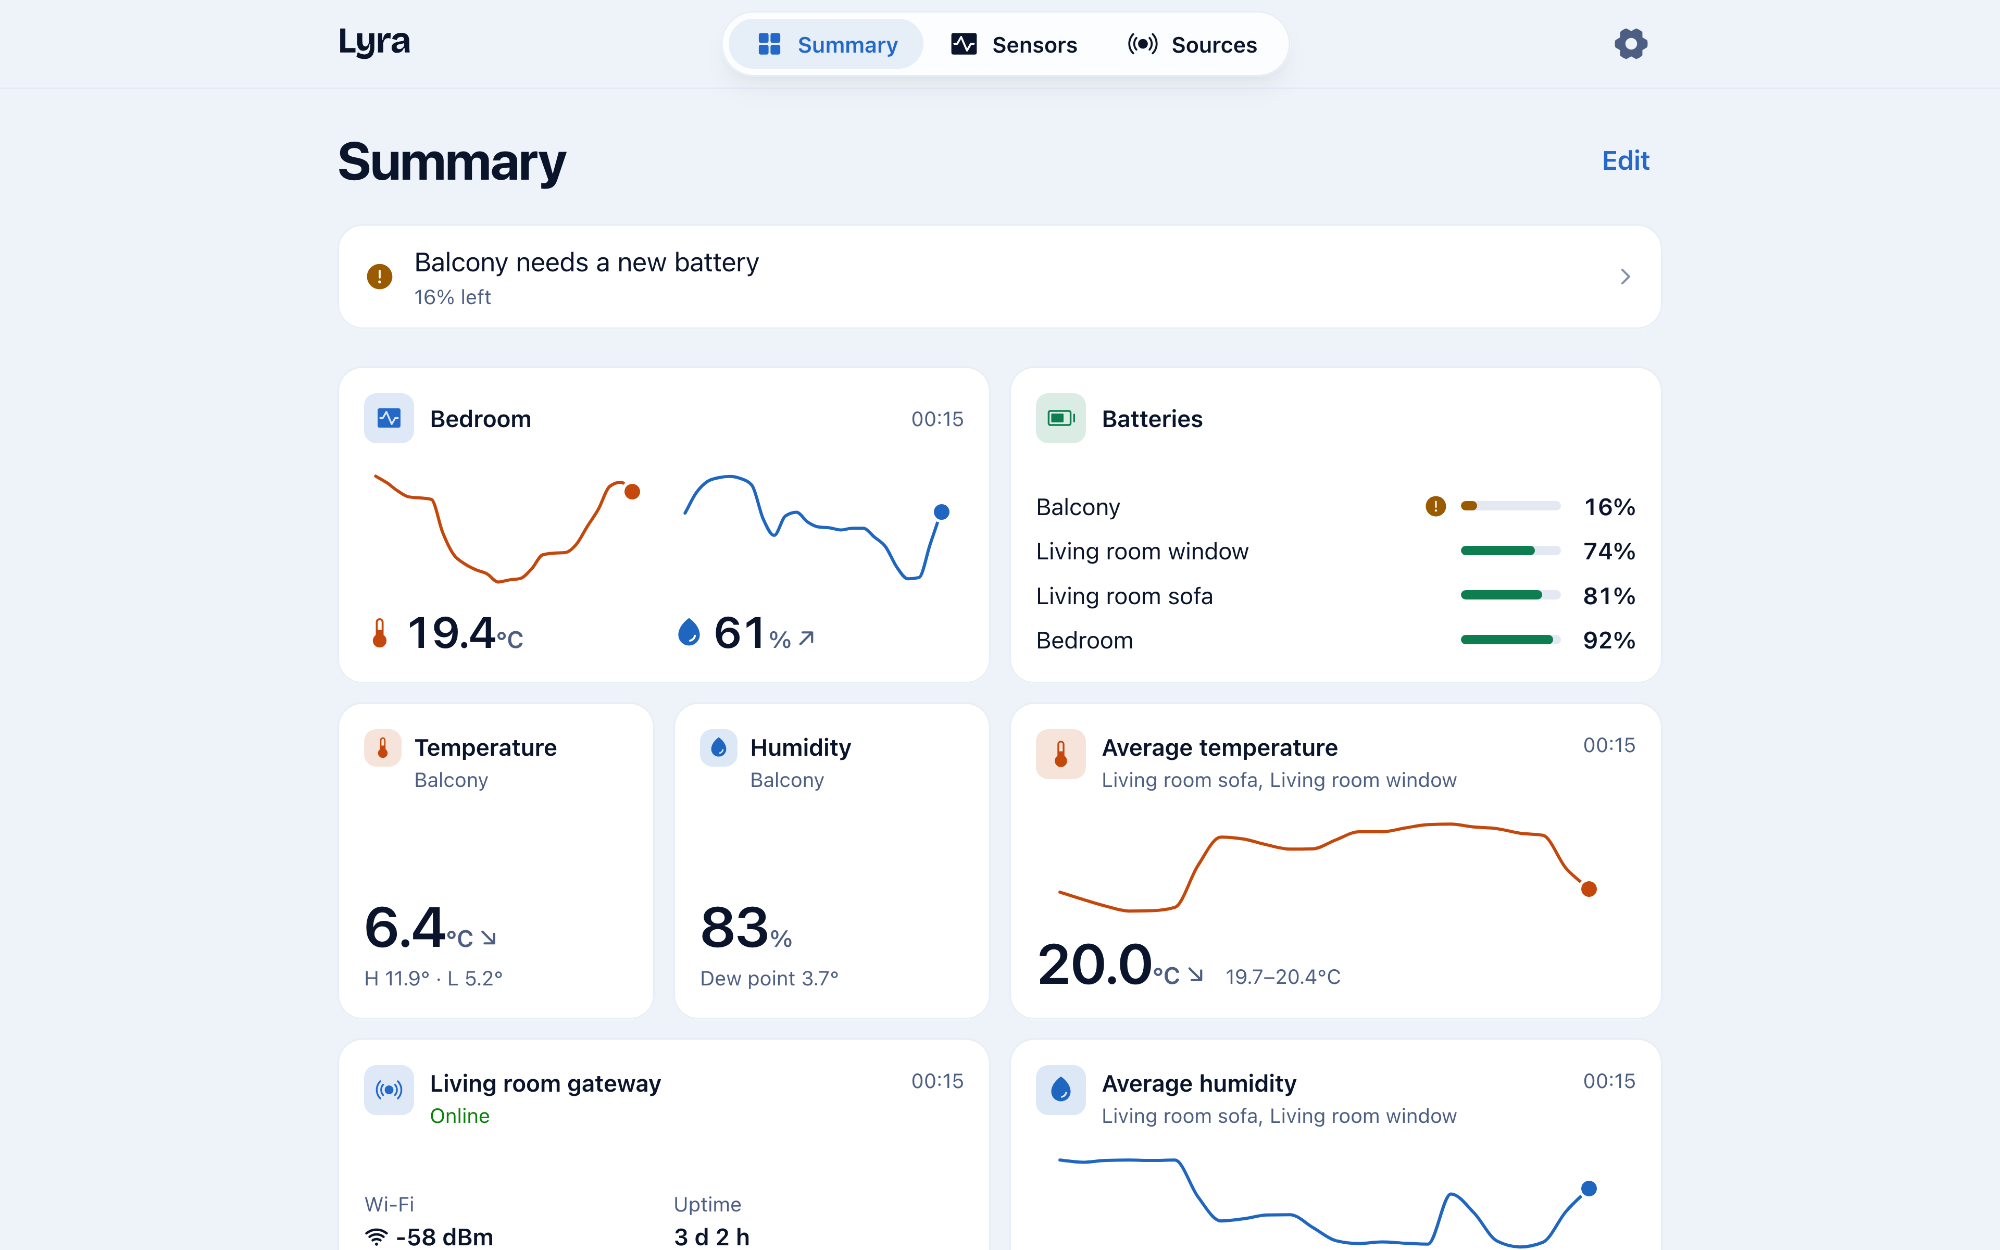 Lyra
Summary
Sensors
Sources
Summary
Edit
Balcony needs a new battery
16% left
Bedroom
00:15
19.4°C
61%
Batteries
Balcony 16%
Living room window 74%
Living room sofa 81%
Bedroom 92%
Temperature
Balcony
6.4°C
H 11.9° · L 5.2°
Humidity
Balcony
83%
Dew point 3.7°
Average temperature
00:15
Living room sofa, Living room window
20.0°C 19.7–20.4°C
Living room gateway
00:15
Online
Wi-Fi
-58 dBm
Uptime
3 d 2 h
Average humidity
00:15
Living room sofa, Living room window